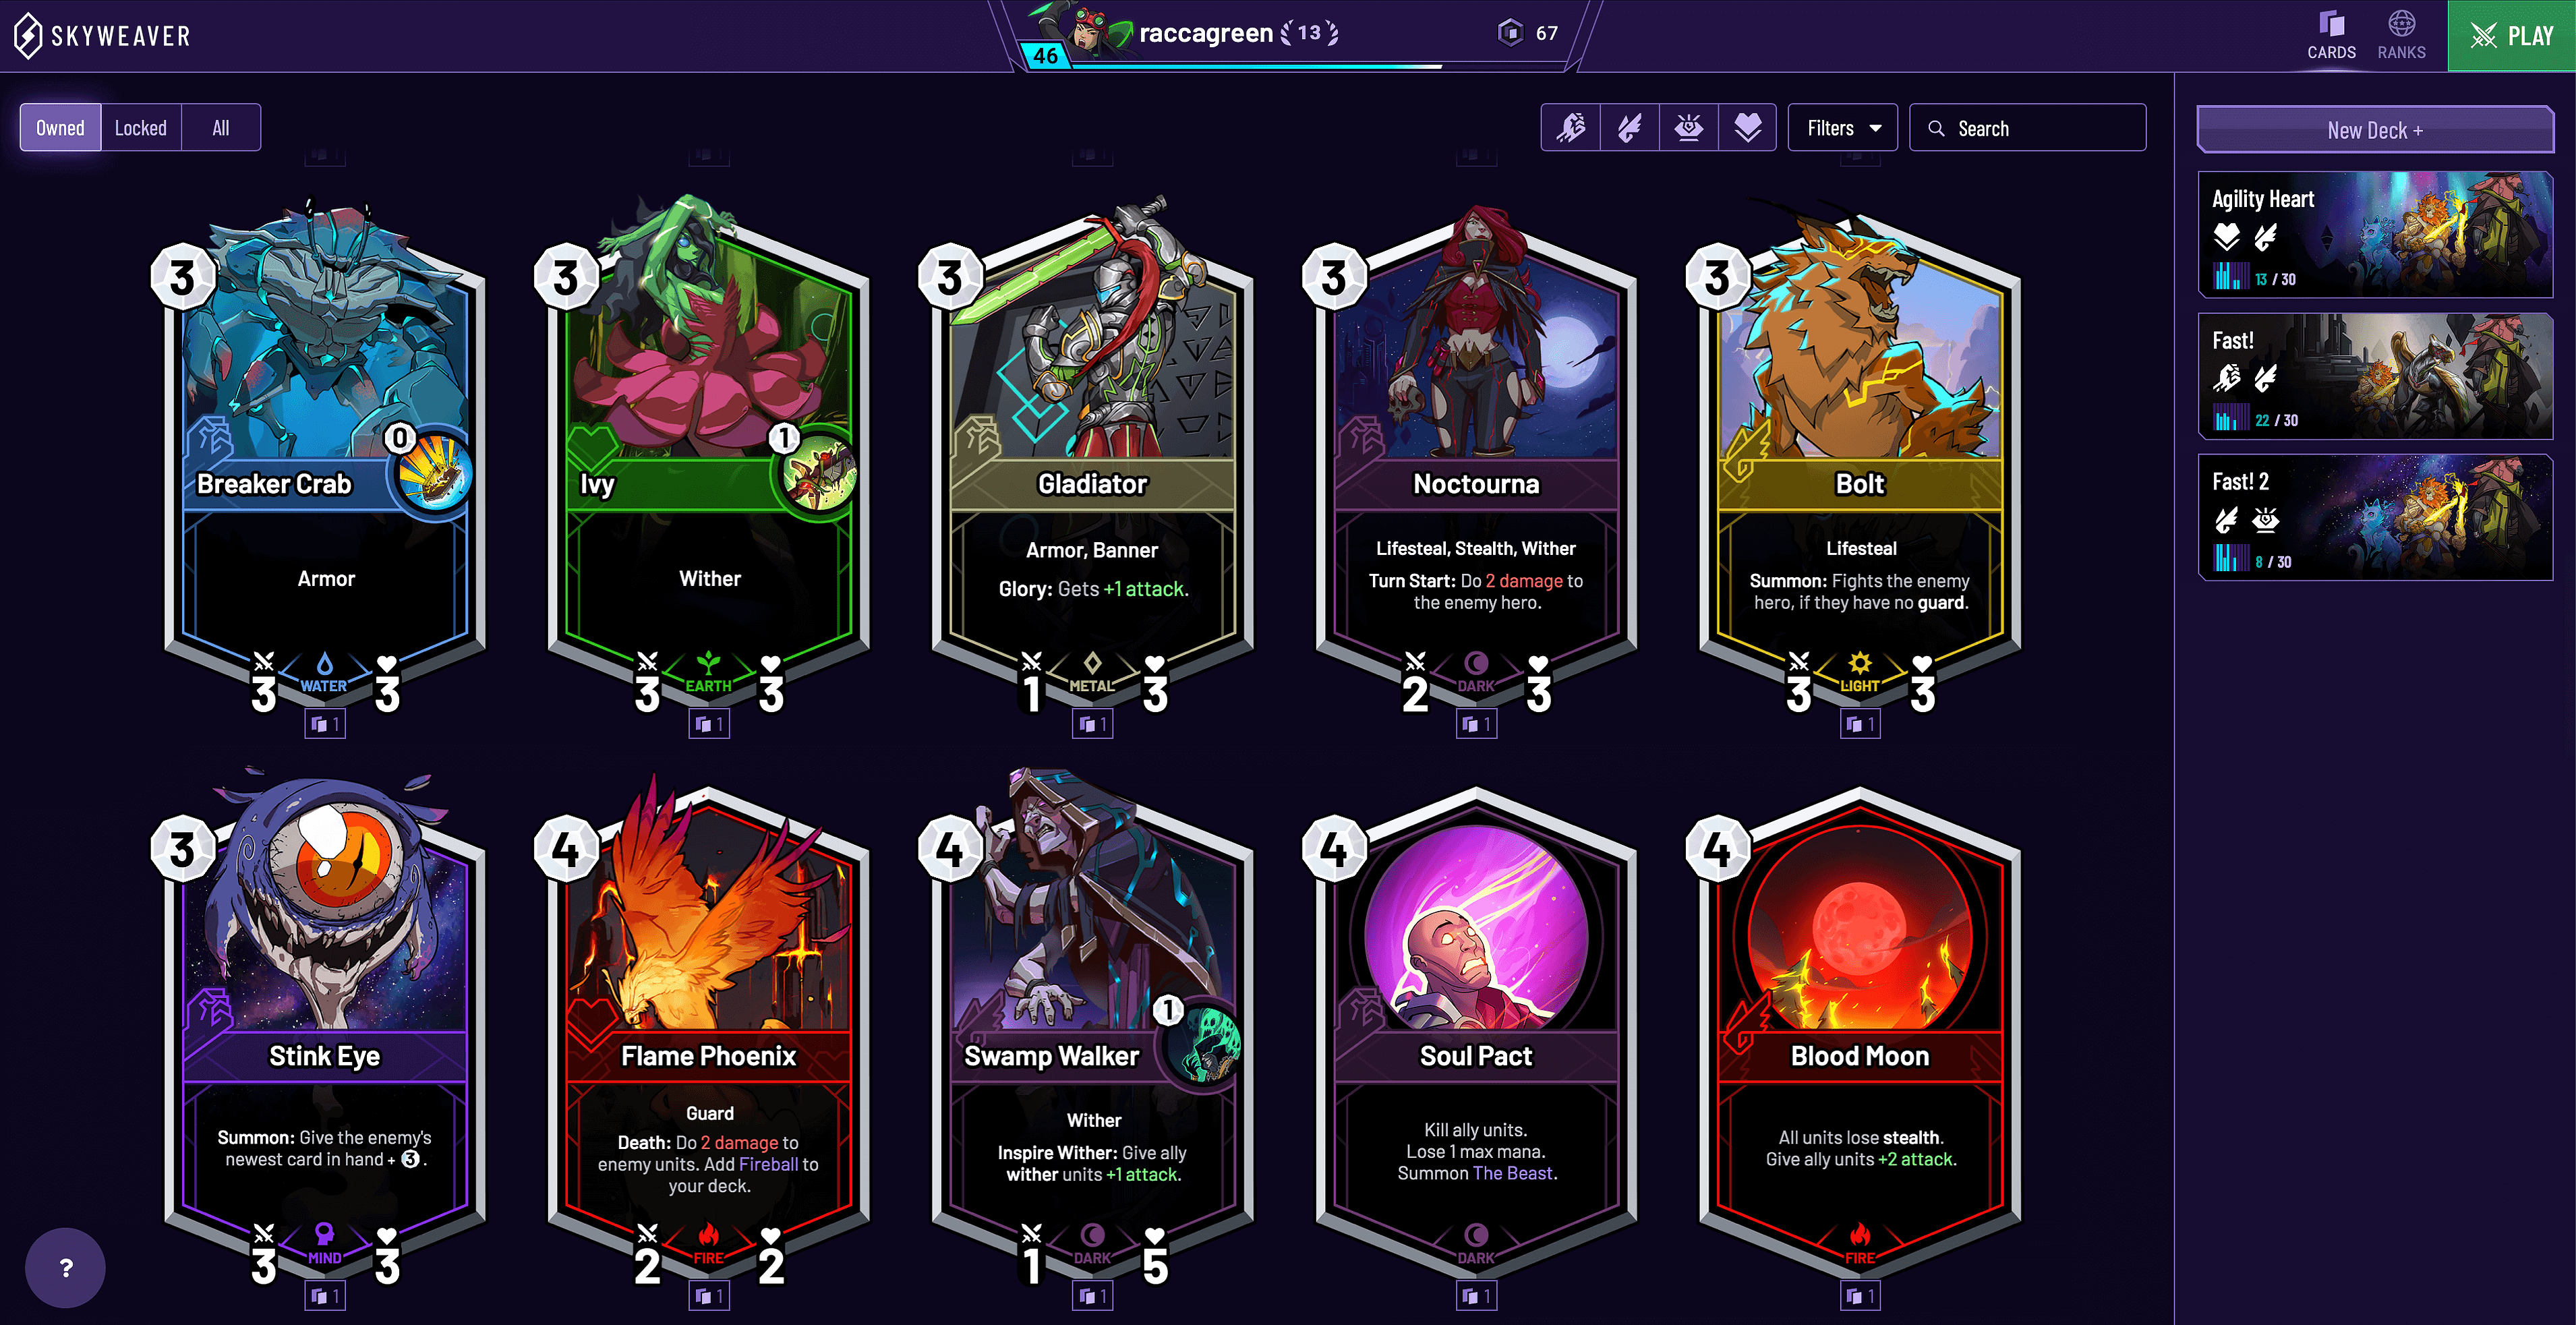 SKYWEAVER
46
raccagreen 13
67
CARDS
RANKS
PLAY
Owned
Locked
All
Filters
Search
New Deck +
Agility Heart
13 / 30
Fast!
22 / 30
Fast! 2
8 / 30
3
Breaker Crab
0
Armor
3
WATER
3
1
3
Ivy
1
Wither
3
EARTH
3
1
3
Gladiator
Armor, Banner
Glory: Gets +1 attack.
1
METAL
3
1
3
Noctourna
Lifesteal, Stealth, Wither
Turn Start: Do 2 damage to
the enemy hero.
2
DARK
3
1
3
Bolt
Lifesteal
Summon: Fights the enemy
hero, if they have no guard.
3
LIGHT
3
1
3
Stink Eye
Summon: Give the enemy's
newest card in hand + 3.
3
MIND
3
1
4
Flame Phoenix
Guard
Death: Do 2 damage to
enemy units. Add Fireball to
your deck.
2
FIRE
2
1
4
Swamp Walker
1
Wither
Inspire Wither: Give ally
wither units +1 attack.
1
DARK
5
1
4
Soul Pact
Kill ally units.
Lose 1 max mana.
Summon The Beast.
DARK
1
4
Blood Moon
All units lose stealth.
Give ally units +2 attack.
FIRE
1
?